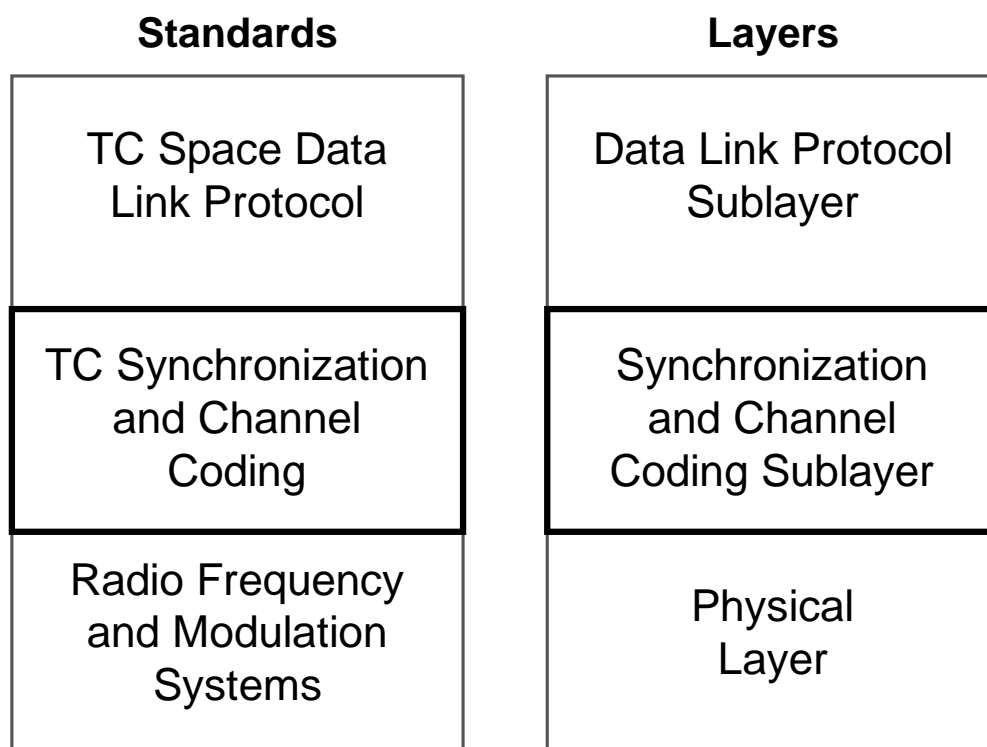 Standards
Layers
TC Space Data
Link Protocol
Data Link Protocol
Sublayer
TC Synchronization
and Channel
Coding
Synchronization
and Channel
Coding Sublayer
Radio Frequency
and Modulation
Systems
Physical
Layer